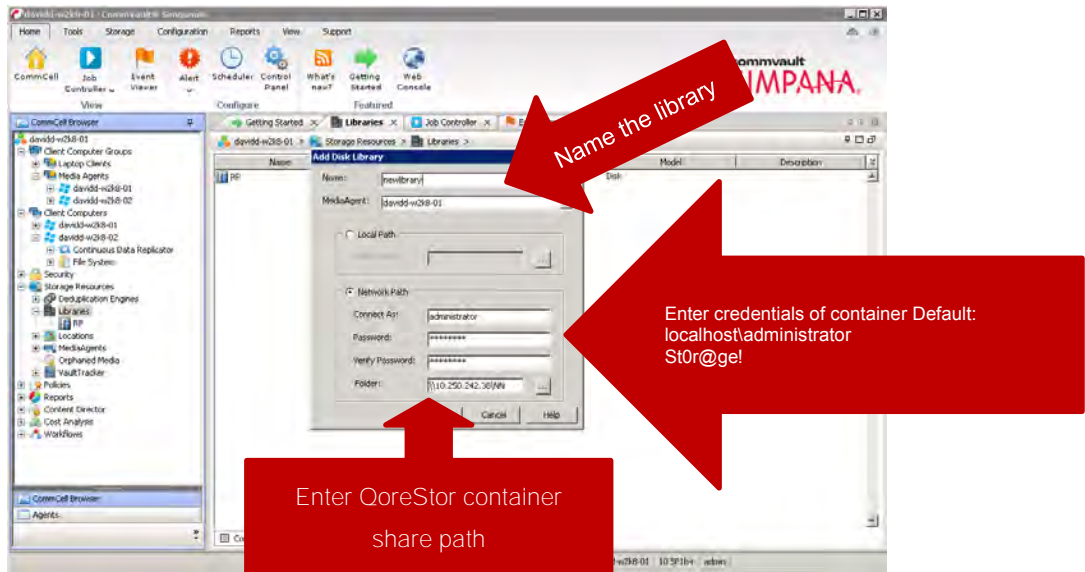 davidd-w2k8-01 - Commvault® Simpana®
Home Tools Storage Configuration Reports View Support
CommCell Job Controller Event Viewer Alert Scheduler Control Panel What's new? Getting Started Web Console
View Configure Featured
commvault
SIMPANA.
Name the library
CommCell Browser
Getting Started Libraries Job Controller
davidd-w2k8-01 > Storage Resources > Libraries >
Name Model Description
RP Disk
davidd-w2k8-01
Client Computer Groups
Laptop Clients
Media Agents
davidd-w2k8-01
davidd-w2k8-02
Client Computers
davidd-w2k8-01
davidd-w2k8-02
Continuous Data Replicator
File System
Security
Storage Resources
Deduplication Engines
Libraries
RP
Locations
MediaAgents
Orphaned Media
VaultTracker
Policies
Reports
Content Director
Cost Analysis
Workflows
CommCell Browser
Agents
Add Disk Library
Name: newlibrary
MediaAgent: davidd-w2k8-01
Local Path
Network Path
Connect As: administrator
Password: ********
Verify Password: ********
Folder:
Cancel Help
Enter credentials of container Default:
localhost\administrator
St0r@ge!
Enter QoreStor container
share path
admin